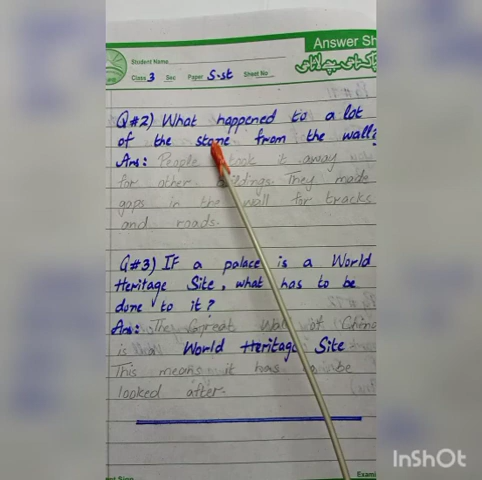 Answer Sh
Student Name
Class 3 Sec Paper S.st Sheet No
Q#2) What happened to a lot
of the stone from the wall?
Ans: People took it away
for other buildings. They made
gaps in the wall for tracks
and roads.
Q#3) If a palace is a World
Heritage Site, what has to be
done to it?
Ans: The Great Wall of China
is a World Heritage Site
This means it has to be
looked after.
nt Sign Exami
InShOt